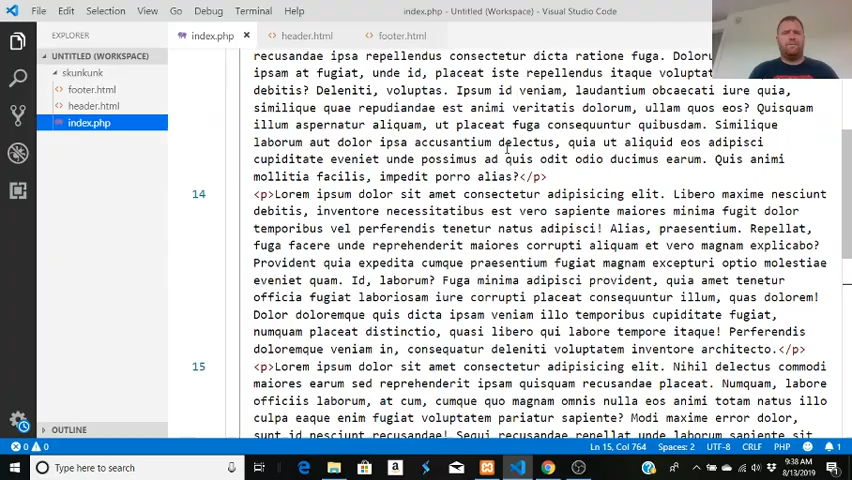 File Edit Selection View Go Debug Terminal Help index.php - Untitled (Workspace) - Visual Studio Code
EXPLORER
index.php × header.html footer.html
UNTITLED (WORKSPACE)
skunkunk
footer.html
header.html
index.php
OUTLINE
recusandae ipsa repellendus consectetur dicta ratione fuga.
ipsam at fugiat, unde id, placeat iste repellendus itaque
debitis? Deleniti, voluptas. Ipsum id veniam, laudantium obcaecati iure quia,
similique quae repudiandae est animi veritatis dolorum, ullam quos eos? Quisquam
illum aspernatur aliquam, ut placeat fuga consequuntur quibusdam. Similique
laborum aut dolor ipsa accusantium delectus, quia ut aliquid eos adipisci
cupiditate eveniet unde possimus ad quis odit odio ducimus earum. Quis animi
mollitia facilis, impedit porro alias?</p>
14 <p>Lorem ipsum dolor sit amet consectetur adipisicing elit. Libero maxime nesciunt
debitis, inventore necessitatibus est vero sapiente maiores minima fugit dolor
temporibus vel perferendis tenetur natus adipisci! Alias, praesentium. Repellat,
fuga facere unde reprehenderit maiores corrupti aliquam et vero magnam explicabo?
Provident quia expedita cumque praesentium fugiat magnam excepturi optio molestiae
eveniet quam. Id, laborum? Fuga minima adipisci provident, quia amet tenetur
officia fugiat laboriosam iure corrupti placeat consequuntur illum, quas dolorem!
Dolor doloremque quis dicta ipsam veniam illo temporibus cupiditate fugiat,
numquam placeat distinctio, quasi libero qui labore tempore itaque! Perferendis
doloremque veniam in, consequatur deleniti voluptatem inventore architecto.</p>
15 <p>Lorem ipsum dolor sit amet consectetur adipisicing elit. Nihil delectus commodi
maiores earum sed reprehenderit ipsam quisquam recusandae placeat. Numquam, labore
officiis laborum, at cum, cumque quo magnam omnis nulla eos animi totam natus illo
culpa eaque enim fugiat voluptatem pariatur sapiente? Modi maxime error dolor,
sunt id nesciunt recusandae! Sequi recusandae repellat unde laborum sapiente sit
0 0 Ln 15, Col 764 Spaces: 2 UTF-8 CRLF PHP 1
Type here to search 9:38 AM
8/13/2019